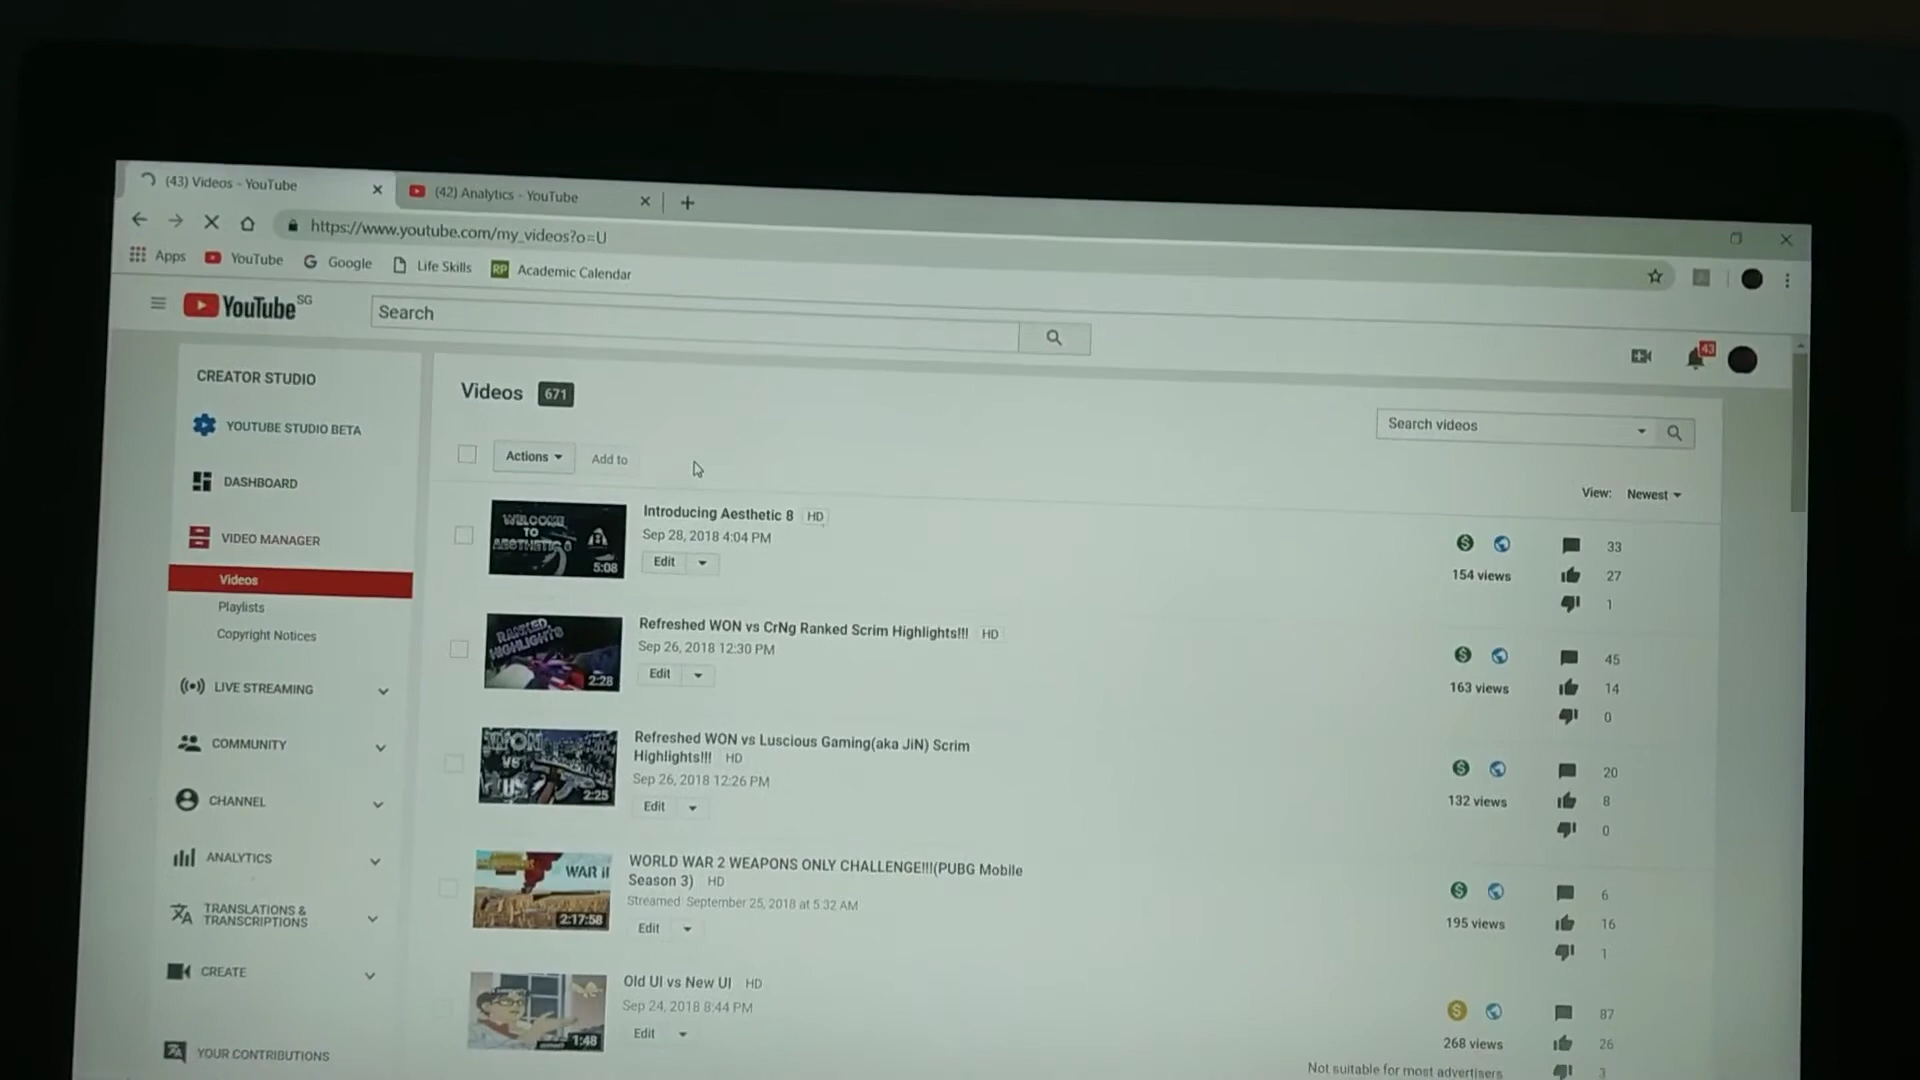 (43) Videos - YouTube
(42) Analytics - YouTube
https://www.youtube.com/my_videos?o=U
Apps
YouTube
Google
Life Skills
RP
Academic Calendar
YouTube SG
Search
43
CREATOR STUDIO
YOUTUBE STUDIO BETA
DASHBOARD
VIDEO MANAGER
Videos
Playlists
Copyright Notices
LIVE STREAMING
COMMUNITY
CHANNEL
ANALYTICS
TRANSLATIONS &
TRANSCRIPTIONS
CREATE
YOUR CONTRIBUTIONS
Videos 671
Search videos
Actions
Add to
View: Newest
WELCOME
TO
AESTHETIC 8
5:08
Introducing Aesthetic 8 HD
Sep 28, 2018 4:04 PM
Edit
154 views
33
27
1
RANKED
HIGHLIGHTS
2:28
Refreshed WON vs CrNg Ranked Scrim Highlights!!! HD
Sep 26, 2018 12:30 PM
Edit
163 views
45
14
0
VS
2:25
Refreshed WON vs Luscious Gaming(aka JiN) Scrim
Highlights!!! HD
Sep 26, 2018 12:26 PM
Edit
132 views
20
8
0
WAR II
2:17:58
WORLD WAR 2 WEAPONS ONLY CHALLENGE!!!(PUBG Mobile
Season 3) HD
Streamed: September 25, 2018 at 5:32 AM
Edit
195 views
6
16
1
1:48
Old UI vs New UI HD
Sep 24, 2018 8:44 PM
Edit
268 views
87
26
3
Not suitable for most advertisers